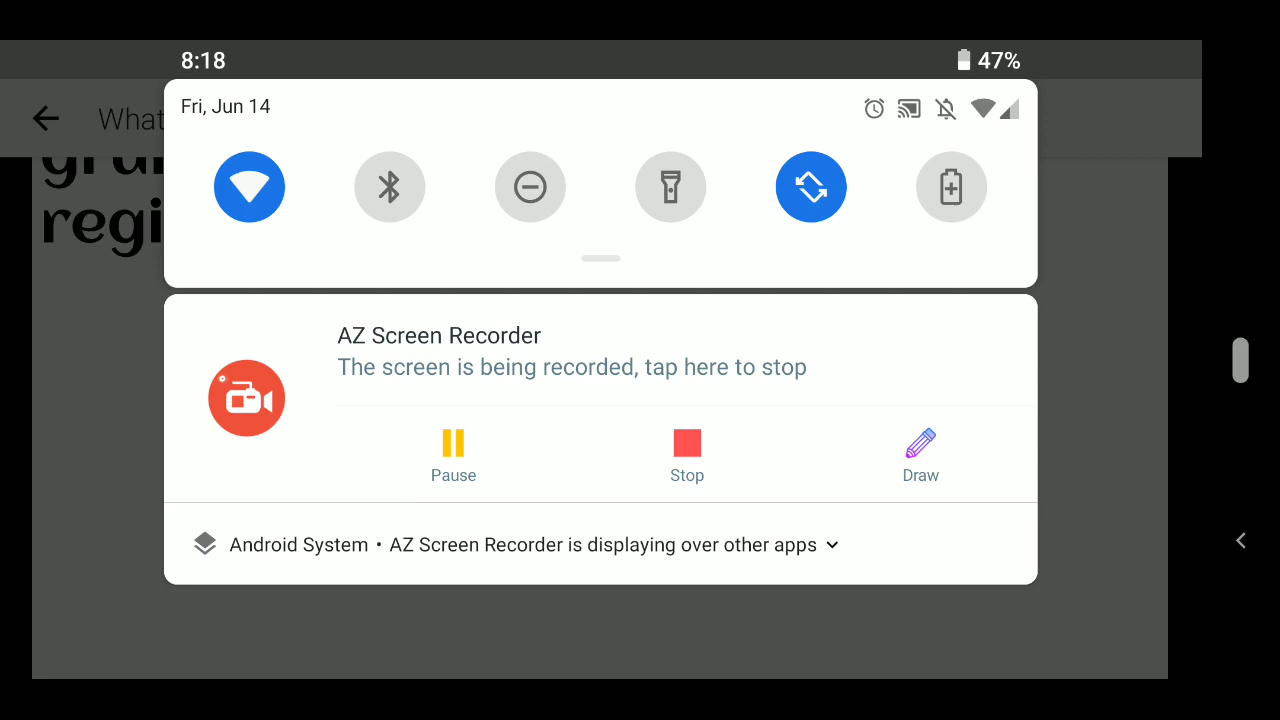 8:18
47%
Fri, Jun 14
What
regi
AZ Screen Recorder
The screen is being recorded, tap here to stop
Pause
Stop
Draw
Android System • AZ Screen Recorder is displaying over other apps